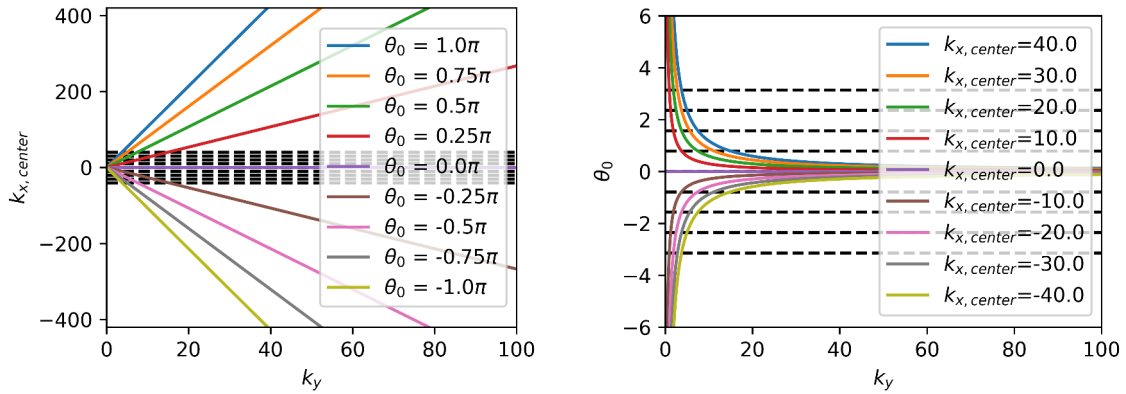 400
200
0
−200
−400
k_{x,center}
0
20
40
60
80
100
k_y
θ_0 = 1.0π
θ_0 = 0.75π
θ_0 = 0.5π
θ_0 = 0.25π
θ_0 = 0.0π
θ_0 = -0.25π
θ_0 = -0.5π
θ_0 = -0.75π
θ_0 = -1.0π
6
4
2
0
−2
−4
−6
θ_0
0
20
40
60
80
100
k_y
k_{x,center}=40.0
k_{x,center}=30.0
k_{x,center}=20.0
k_{x,center}=10.0
k_{x,center}=0.0
k_{x,center}=-10.0
k_{x,center}=-20.0
k_{x,center}=-30.0
k_{x,center}=-40.0